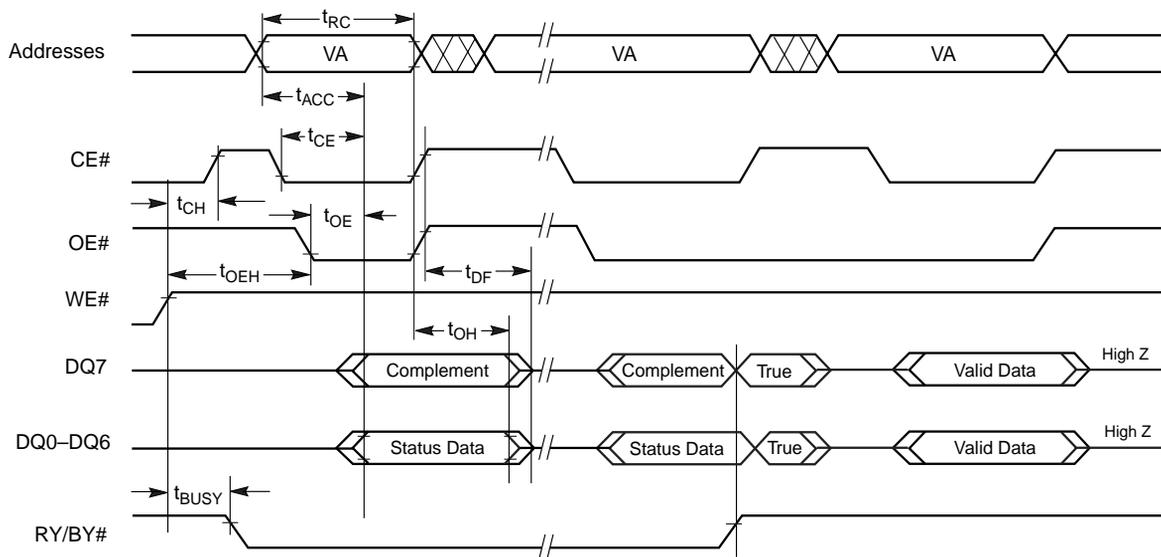 tRC
Addresses VA VA VA
tACC
tCE
CE#
tCH tOE
OE#
tOEH tDF
WE#
tOH
DQ7 Complement Complement True Valid Data High Z
DQ0–DQ6 Status Data Status Data True Valid Data High Z
tBUSY
RY/BY#